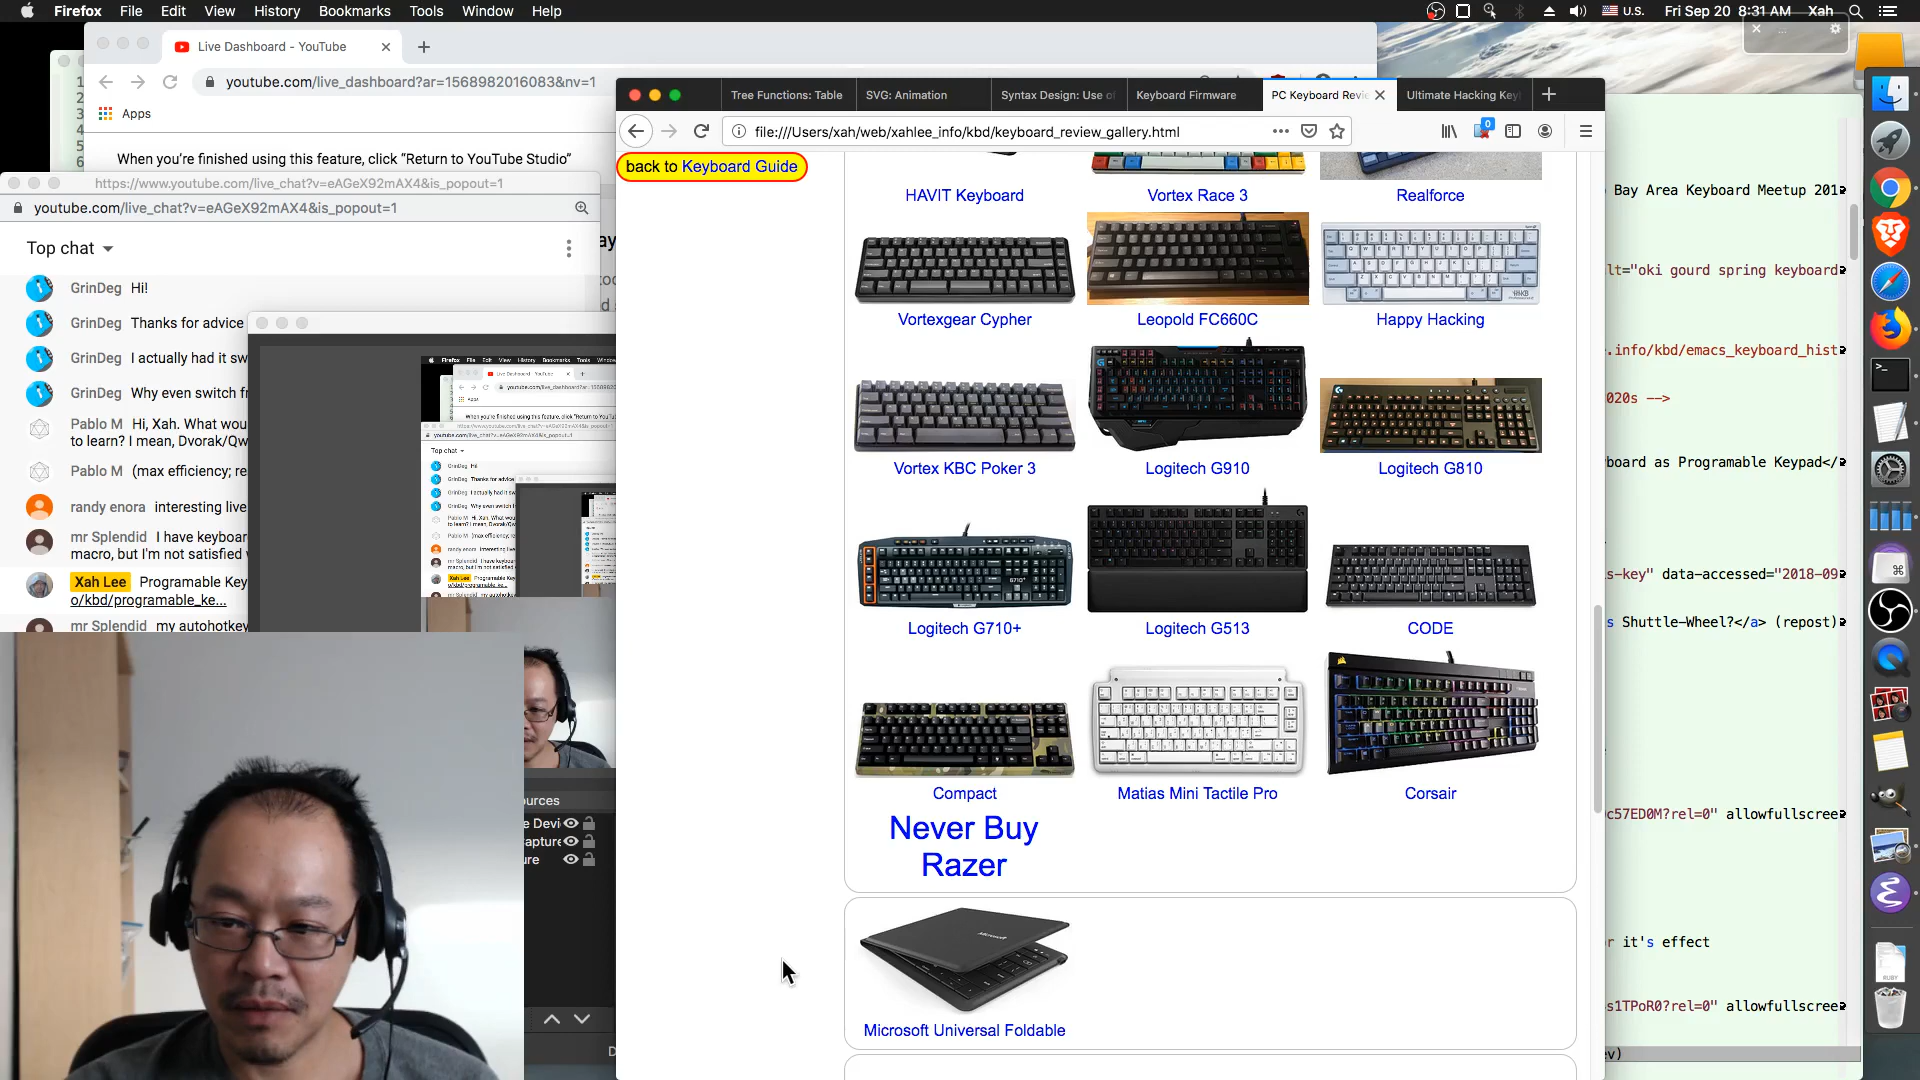 Firefox File Edit View History Bookmarks Tools Window Help
U.S. Fri Sep 20 8:31 AM Xah
Live Dashboard - YouTube
youtube.com/live_dashboard?ar=1568982016083&nv=1
Apps
When you're finished using this feature, click “Return to YouTube Studio”
https://www.youtube.com/live_chat?v=eAGeX92mAX4&is_popout=1
youtube.com/live_chat?v=eAGeX92mAX4&is_popout=1
Top chat
GrinDeg Hi!
GrinDeg Thanks for advice
GrinDeg I actually had it sw
GrinDeg Why even switch fr
Pablo M Hi, Xah. What wou
to learn? I mean, Dvorak/Qw
Pablo M (max efficiency; re
randy enora interesting live
mr Splendid I have keyboar
macro, but I'm not satisfied
Xah Lee Programable Key
o/kbd/programable_ke...
mr Splendid my autohotkey
ources
e Devi
apture
ure
Tree Functions: Table
SVG: Animation
Syntax Design: Use of
Keyboard Firmware
PC Keyboard Revi
Ultimate Hacking Key
file:///Users/xah/web/xahlee_info/kbd/keyboard_review_gallery.html
0
back to Keyboard Guide
HAVIT Keyboard
Vortex Race 3
Realforce
Vortexgear Cypher
Leopold FC660C
Happy Hacking
Vortex KBC Poker 3
Logitech G910
Logitech G810
Logitech G710+
Logitech G513
CODE
Compact
Matias Mini Tactile Pro
Corsair
Never Buy
Razer
Microsoft
Microsoft Universal Foldable
Bay Area Keyboard Meetup 201
lt="oki gourd spring keyboard
.info/kbd/emacs_keyboard_hist
020s -->
board as Programable Keypad</
s-key" data-accessed="2018-09
s Shuttle-Wheel?</a> (repost)
c57ED0M?rel=0" allowfullscree
r it's effect
s1TPoR0?rel=0" allowfullscree
RUBY